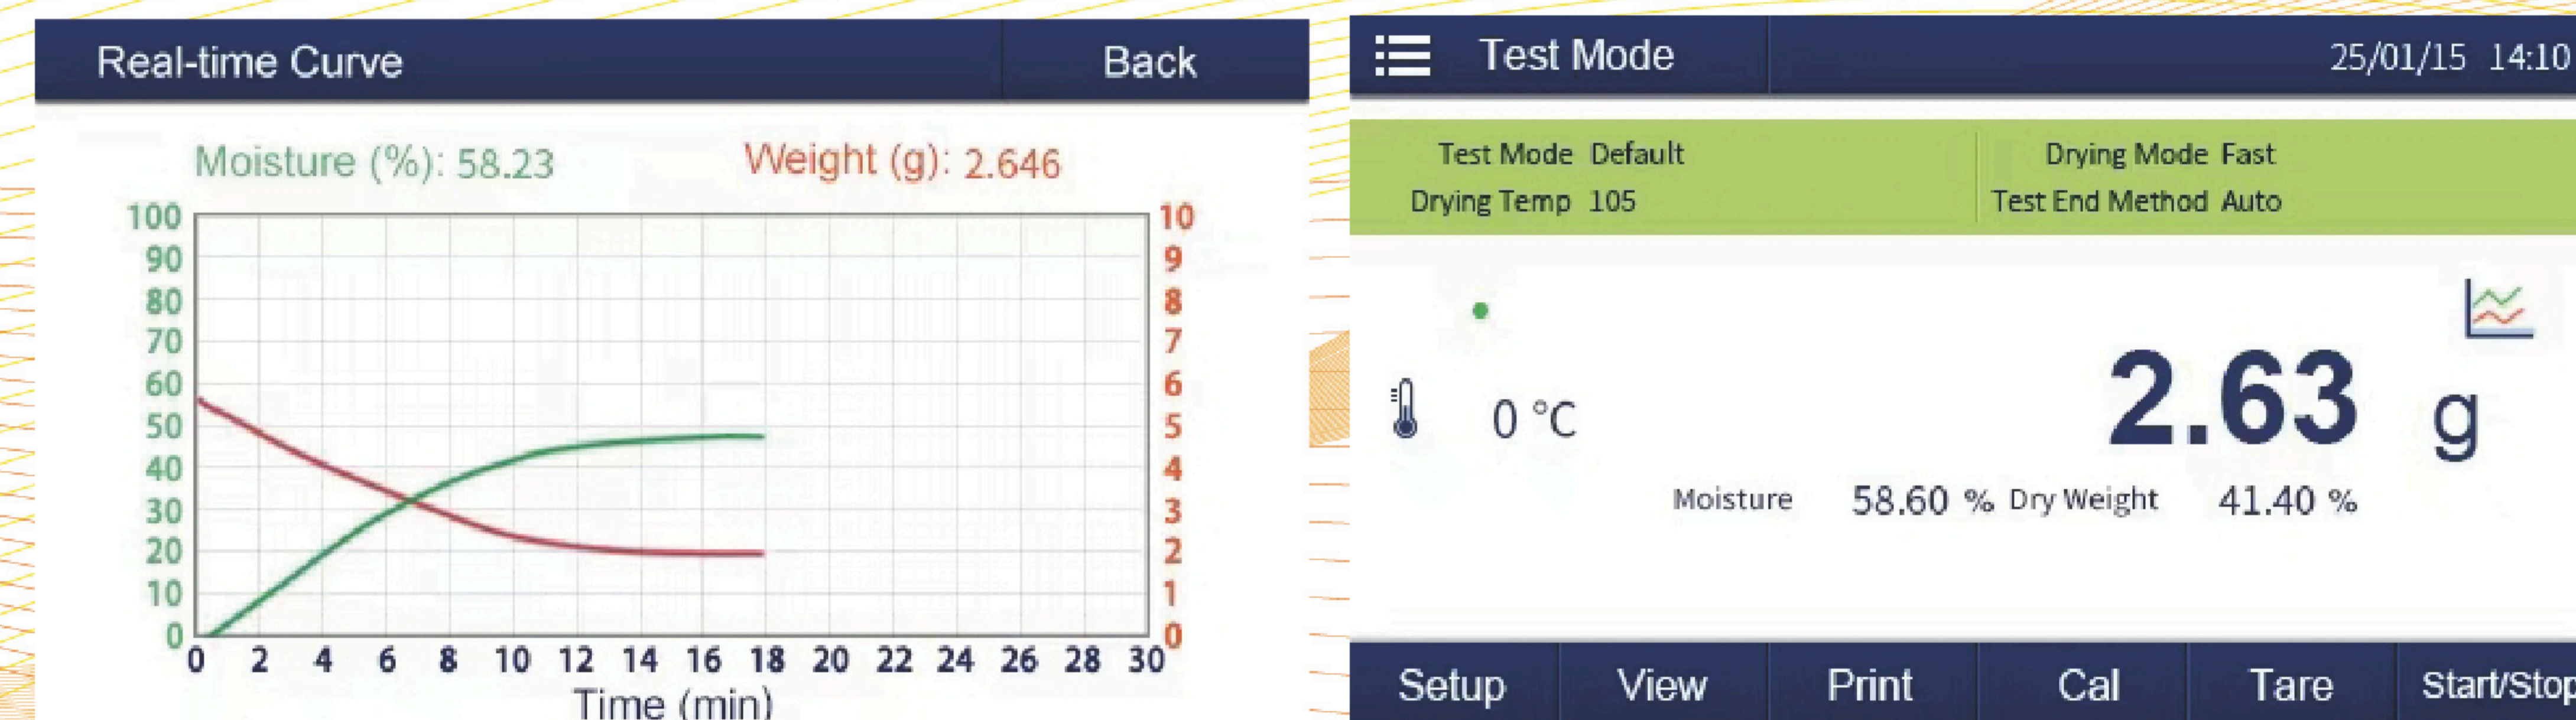 Real-time Curve Back
Moisture (%): 58.23 Weight (g): 2.646
100 10
90 9
80 8
70 7
60 6
50 5
40 4
30 3
20 2
10 1
0 0
0 2 4 6 8 10 12 14 16 18 20 22 24 26 28 30
Time (min)
Test Mode 25/01/15 14:10
Test Mode Default Drying Mode Fast
Drying Temp 105 Test End Method Auto
2.63 g
0 °C
Moisture 58.60 % Dry Weight 41.40 %
Setup View Print Cal Tare Start/Stop